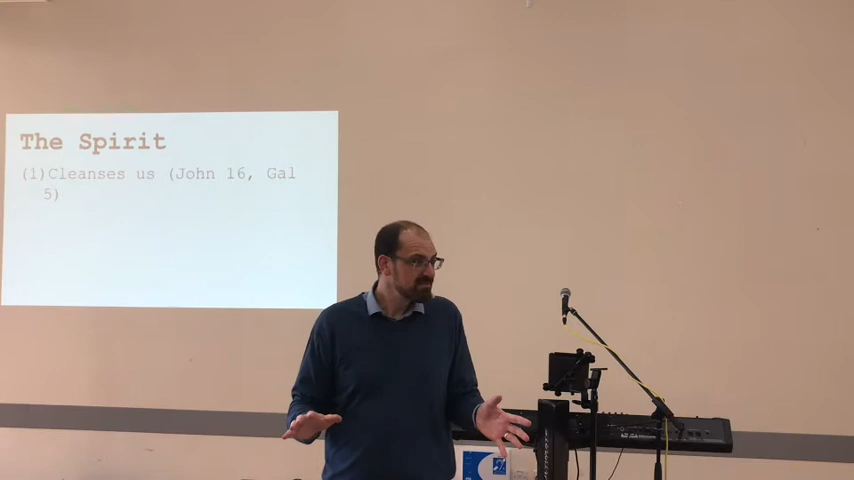 The Spirit
(1)Cleanses us (John 16, Gal
5)